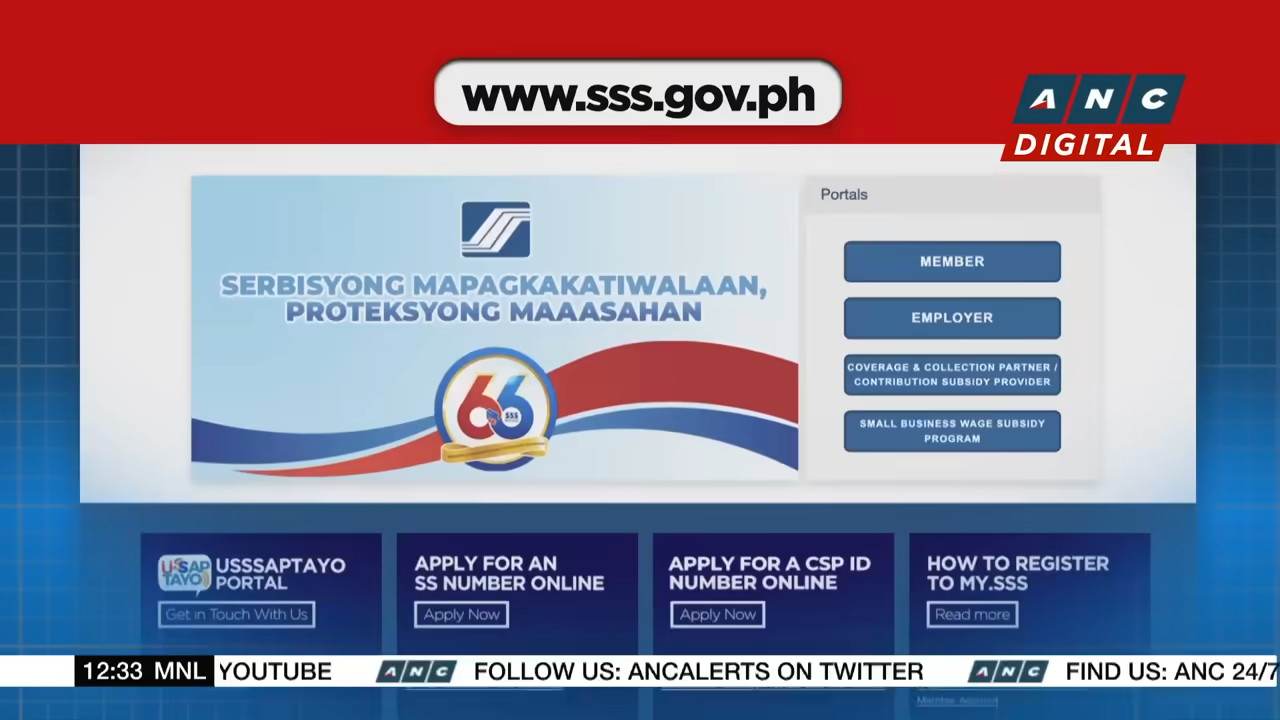 www.sss.gov.ph
ANC
DIGITAL
SERBISYONG MAPAGKAKATIWALAAN,
PROTEKSYONG MAAASAHAN
66
SSS
Portals
MEMBER
EMPLOYER
COVERAGE & COLLECTION PARTNER /
CONTRIBUTION SUBSIDY PROVIDER
SMALL BUSINESS WAGE SUBSIDY
PROGRAM
USSAP
TAYO
USSSAPTAYO
PORTAL
Get in Touch With Us
APPLY FOR AN
SS NUMBER ONLINE
Apply Now
APPLY FOR A CSP ID
NUMBER ONLINE
Apply Now
HOW TO REGISTER
TO MY.SSS
Read more
12:33 MNL YOUTUBE ANC FOLLOW US: ANCALERTS ON TWITTER ANC FIND US: ANC 24/7